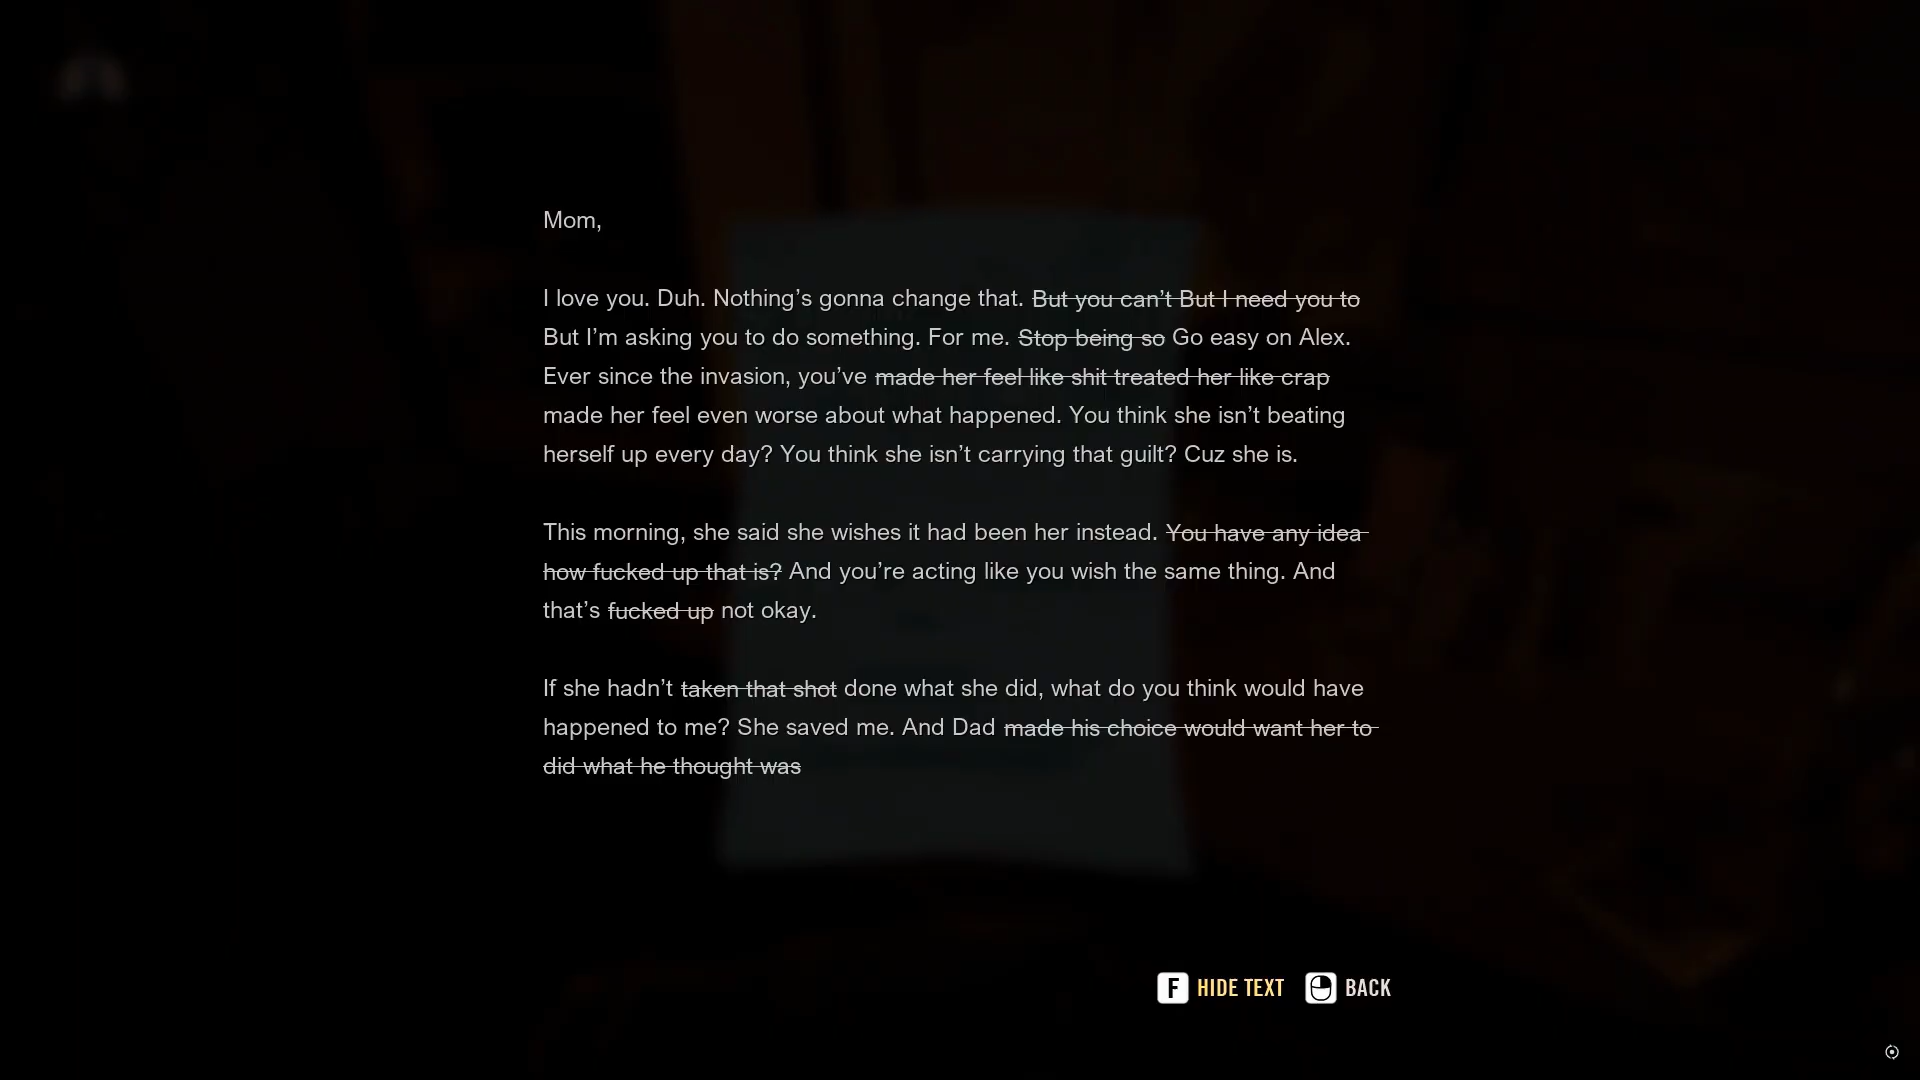 Mom,
I love you. Duh. Nothing’s gonna change that. But you can’t But I need you to
But I’m asking you to do something. For me. Stop being so Go easy on Alex.
Ever since the invasion, you’ve made her feel like shit treated her like crap
made her feel even worse about what happened. You think she isn’t beating
herself up every day? You think she isn’t carrying that guilt? Cuz she is.
This morning, she said she wishes it had been her instead. You have any idea
how fucked up that is? And you’re acting like you wish the same thing. And
that’s fucked up not okay.
If she hadn’t taken that shot done what she did, what do you think would have
happened to me? She saved me. And Dad made his choice would want her to
did what he thought was
F HIDE TEXT BACK